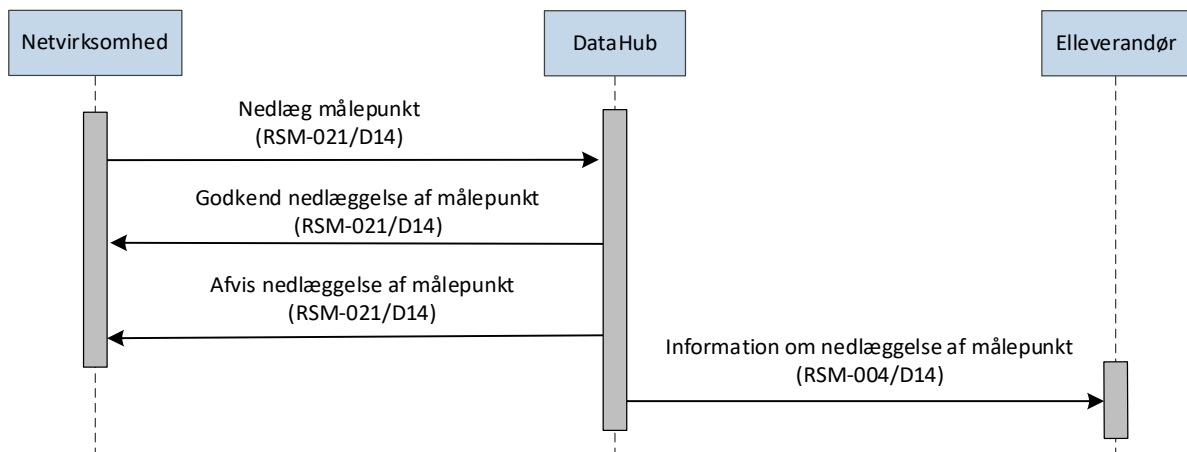 Netvirksomhed
DataHub
Elleverandør
Nedlæg målepunkt
(RSM-021/D14)
Godkend nedlæggelse af målepunkt
(RSM-021/D14)
Afvis nedlæggelse af målepunkt
(RSM-021/D14)
Information om nedlæggelse af målepunkt
(RSM-004/D14)